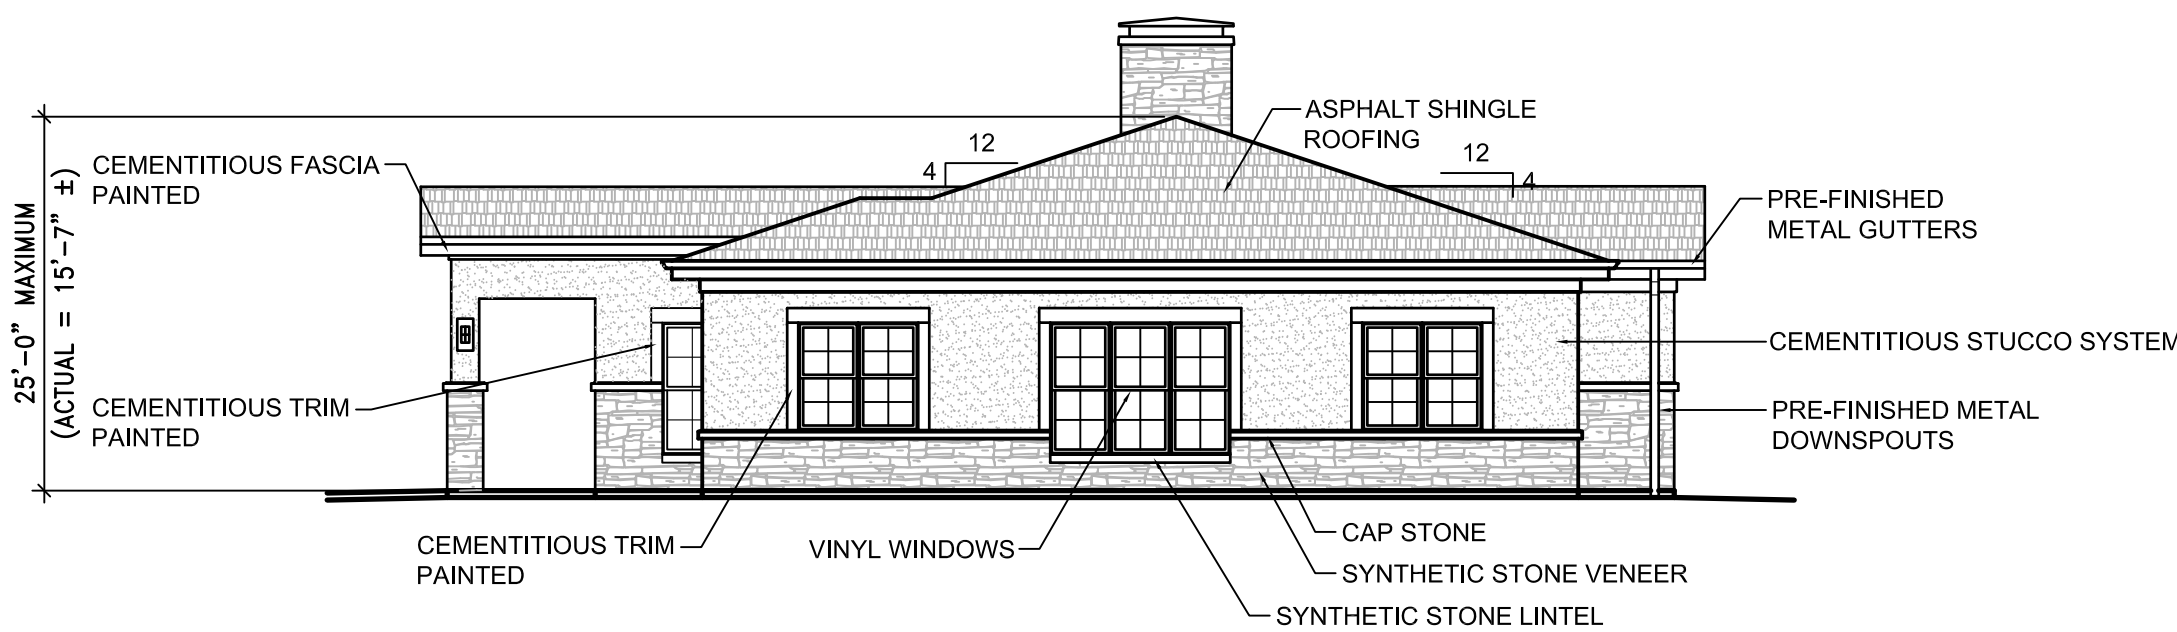 25'-0" MAXIMUM
(ACTUAL = 15'-7" ±)
CEMENTITIOUS FASCIA
PAINTED
12
4
ASPHALT SHINGLE
ROOFING
12
4
PRE-FINISHED
METAL GUTTERS
CEMENTITIOUS STUCCO SYSTEM
CEMENTITIOUS TRIM
PAINTED
PRE-FINISHED METAL
DOWNSPOUTS
CEMENTITIOUS TRIM
PAINTED
VINYL WINDOWS
CAP STONE
SYNTHETIC STONE VENEER
SYNTHETIC STONE LINTEL